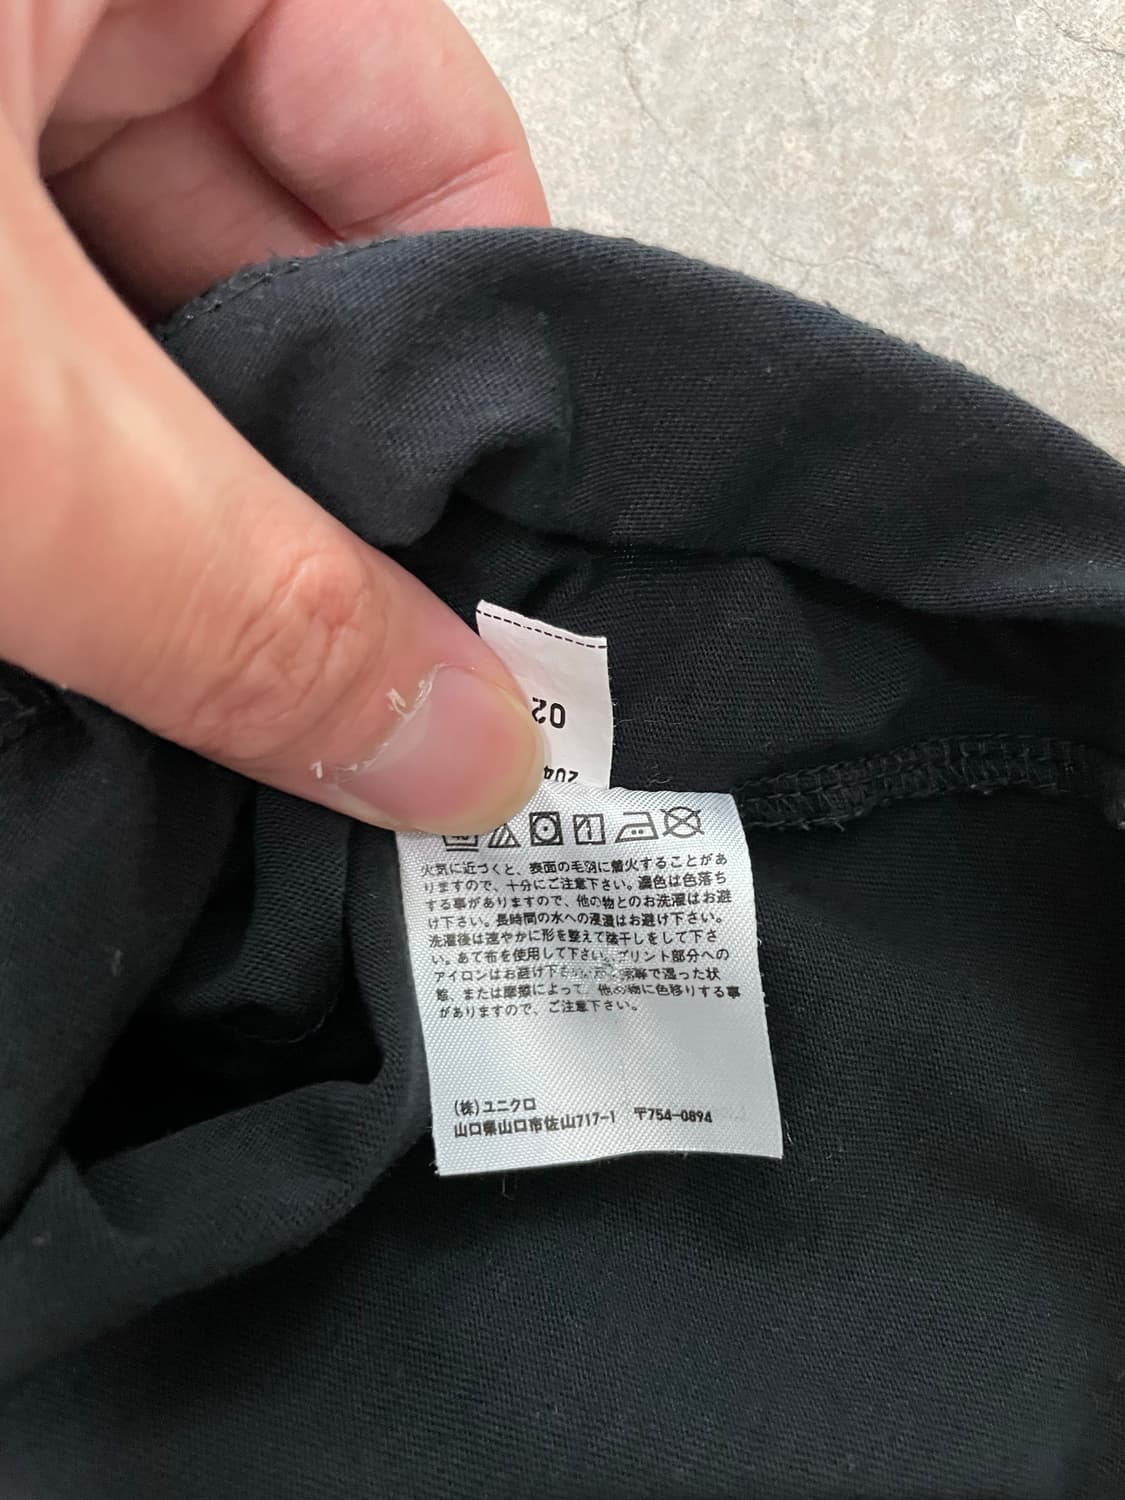 02
204
火気に近づくと、表面の毛羽に着火することがあ
りますので、十分にご注意下さい。濃色は色落ち
する事がありますので、他の物とのお洗濯はお避
け下さい。長時間の水への浸漬はお避け下さい。
洗濯後は速やかに形を整えて陰干しをして下さ
い。あて布を使用して下さい。プリント部分への
アイロンはお避け下さい。で湿った状
態、または摩擦によって、他の物に色移りする事
がありますので、ご注意下さい。
(株)ユニクロ
山口県山口市佐山717-1 〒754-0894